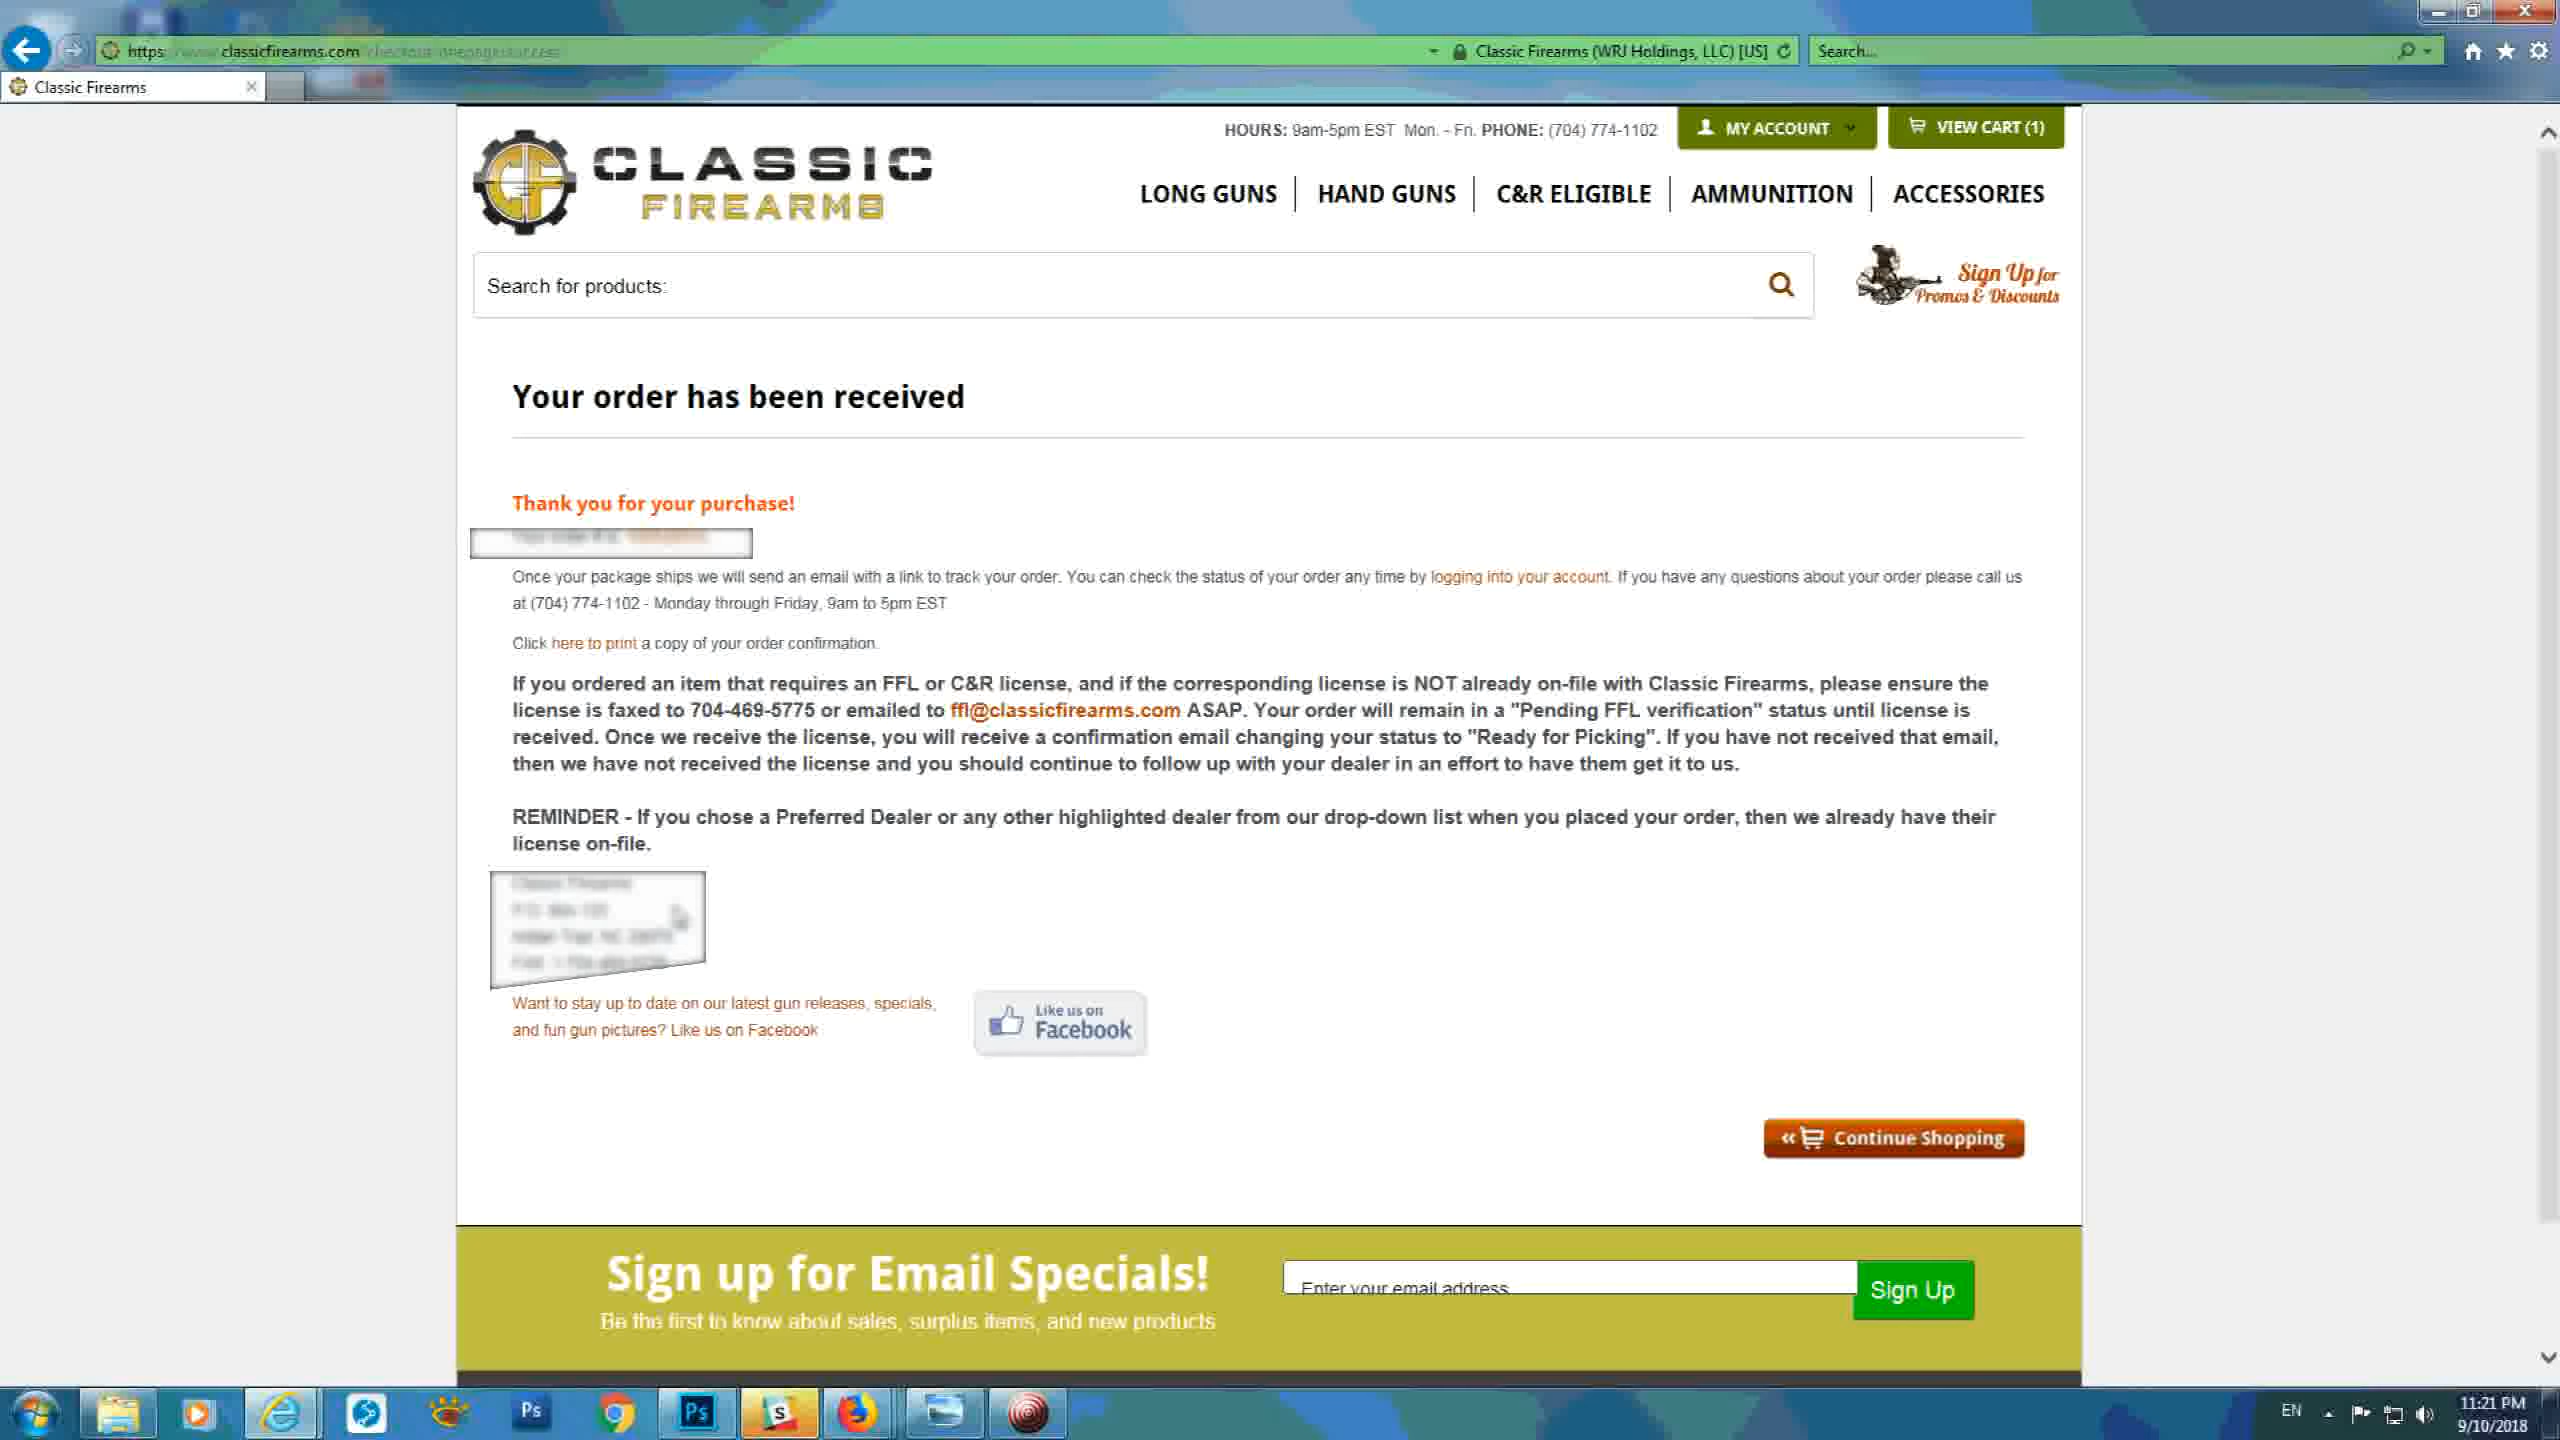 https://www.classicfirearms.com/checkout/onepage/success
Classic Firearms (WRJ Holdings, LLC) [US]
Search...
Classic Firearms
HOURS: 9am-5pm EST Mon. - Fri. PHONE: (704) 774-1102
MY ACCOUNT
VIEW CART (1)
CF
CLASSIC
FIREARMS
LONG GUNS
HAND GUNS
C&R ELIGIBLE
AMMUNITION
ACCESSORIES
Search for products:
Sign Up for
Promos & Discounts
Your order has been received
Thank you for your purchase!
Once your package ships we will send an email with a link to track your order. You can check the status of your order any time by logging into your account. If you have any questions about your order please call us
at (704) 774-1102 - Monday through Friday, 9am to 5pm EST
Click here to print a copy of your order confirmation.
If you ordered an item that requires an FFL or C&R license, and if the corresponding license is NOT already on-file with Classic Firearms, please ensure the
license is faxed to 704-469-5775 or emailed to ffl@classicfirearms.com ASAP. Your order will remain in a "Pending FFL verification" status until license is
received. Once we receive the license, you will receive a confirmation email changing your status to "Ready for Picking". If you have not received that email,
then we have not received the license and you should continue to follow up with your dealer in an effort to have them get it to us.
REMINDER - If you chose a Preferred Dealer or any other highlighted dealer from our drop-down list when you placed your order, then we already have their
license on-file.
Want to stay up to date on our latest gun releases, specials,
and fun gun pictures? Like us on Facebook
Like us on
Facebook
« Continue Shopping
Sign up for Email Specials!
Be the first to know about sales, surplus items, and new products
Enter your email address
Sign Up
Ps
Ps
S
EN
11:21 PM
9/10/2018